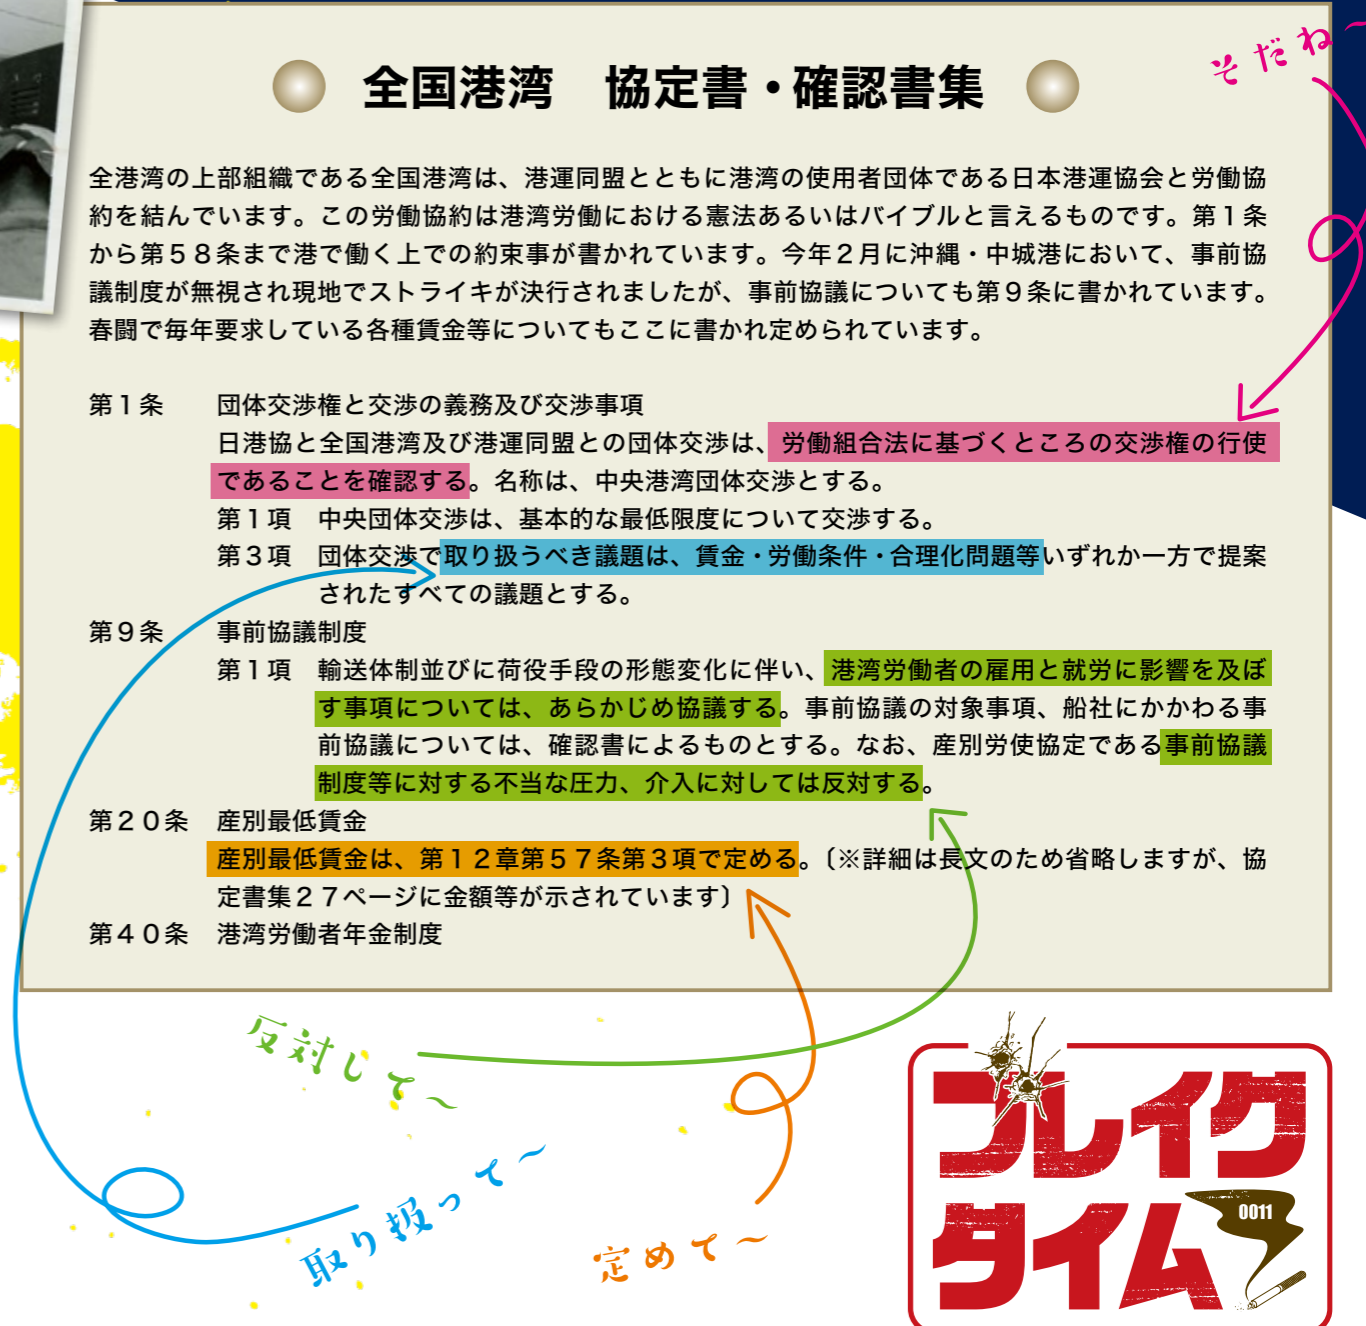 そだね～
全国港湾　協定書・確認書集
全港湾の上部組織である全国港湾は、港運同盟とともに港湾の使用者団体である日本港運協会と労働協
約を結んでいます。この労働協約は港湾労働における憲法あるいはバイブルと言えるものです。第１条
から第５８条まで港で働く上での約束事が書かれています。今年２月に沖縄・中城港において、事前協
議制度が無視され現地でストライキが決行されましたが、事前協議についても第９条に書かれています。
春闘で毎年要求している各種賃金等についてもここに書かれ定められています。
第１条　団体交渉権と交渉の義務及び交渉事項
日港協と全国港湾及び港運同盟との団体交渉は、労働組合法に基づくところの交渉権の行使
であることを確認する。名称は、中央港湾団体交渉とする。
第１項　中央団体交渉は、基本的な最低限度について交渉する。
第３項　団体交渉で取り扱うべき議題は、賃金・労働条件・合理化問題等いずれか一方で提案
されたすべての議題とする。
第９条　事前協議制度
第１項　輸送体制並びに荷役手段の形態変化に伴い、港湾労働者の雇用と就労に影響を及ぼ
す事項については、あらかじめ協議する。事前協議の対象事項、船社にかかわる事
前協議については、確認書によるものとする。なお、産別労使協定である事前協議
制度等に対する不当な圧力、介入に対しては反対する。
第２０条　産別最低賃金
産別最低賃金は、第１２章第５７条第３項で定める。〔※詳細は長文のため省略しますが、協
定書集２７ページに金額等が示されています〕
第４０条　港湾労働者年金制度
反対して～
取り扱って～
定めて～
ブレイク
タイム
0011